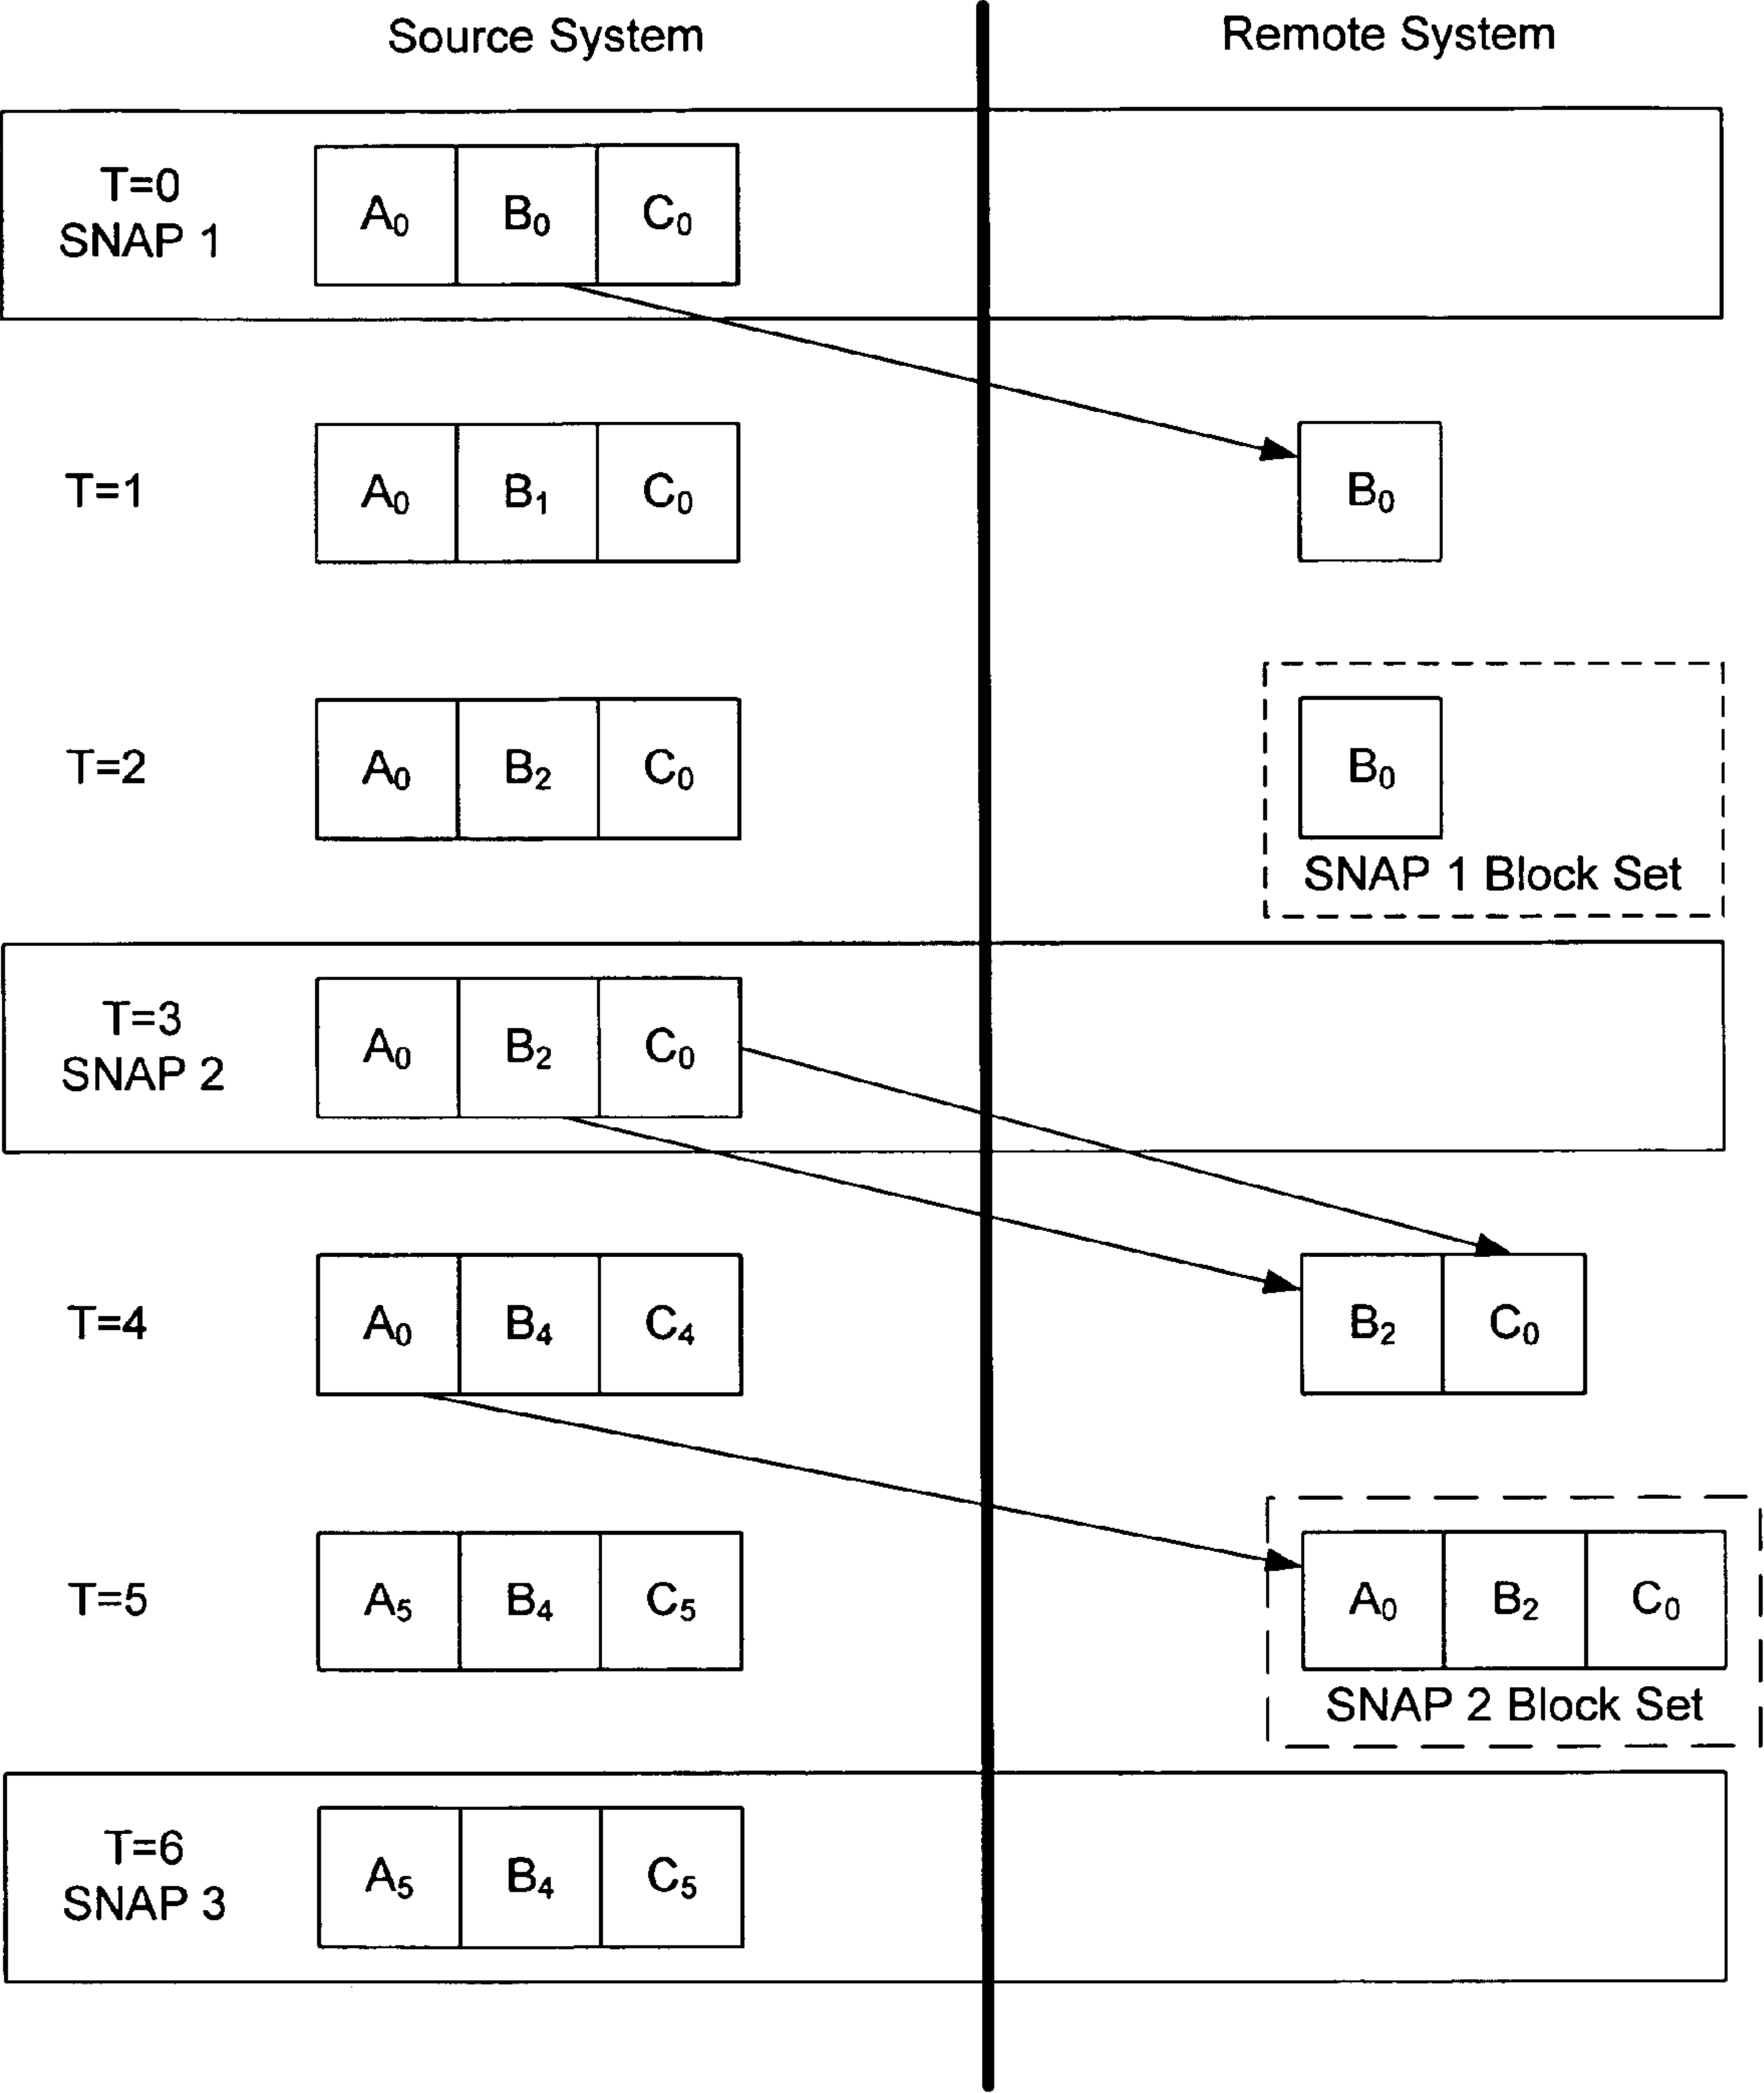 Source System
Remote System
T=0
SNAP 1
A₀ B₀ C₀
T=1
A₀ B₁ C₀
B₀
T=2
A₀ B₂ C₀
B₀
SNAP 1 Block Set
T=3
SNAP 2
A₀ B₂ C₀
T=4
A₀ B₄ C₄
B₂ C₀
T=5
A₅ B₄ C₅
A₀ B₂ C₀
SNAP 2 Block Set
T=6
SNAP 3
A₅ B₄ C₅